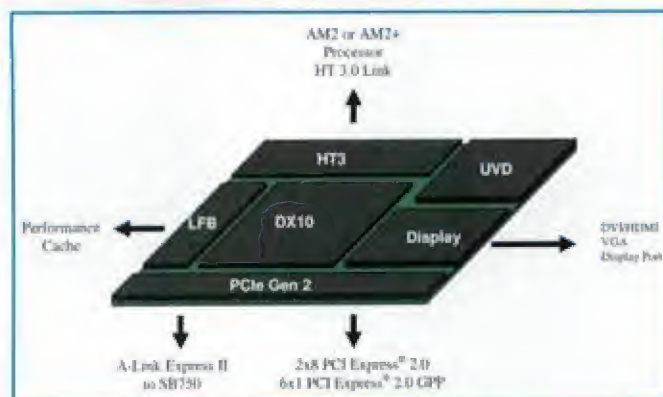 AM2 or AM2+
Processor
HT 3.0 Link
HT3
UVD
LFB
DX10
Display
PCIe Gen 2
Performance
Cache
DVI/HDMI
VGA
Display Port
A-Link Express II
to SB750
2x8 PCI Express® 2.0
6x1 PCI Express® 2.0 GPP